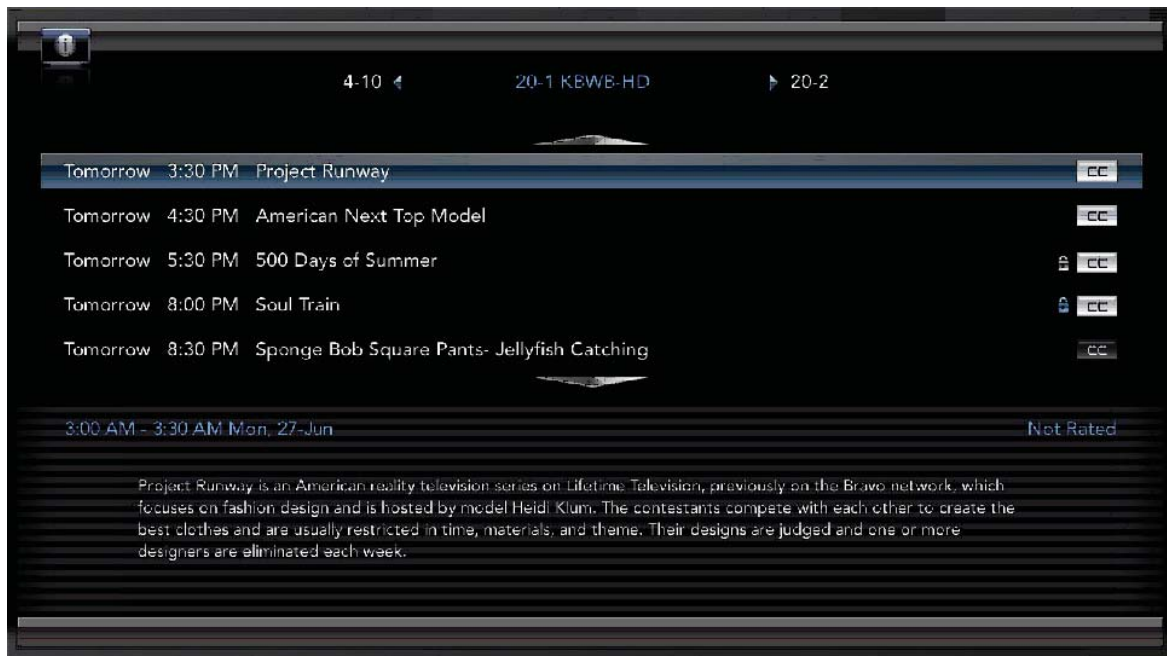 4-10 20-1 KBWB-HD 20-2
Tomorrow 3:30 PM Project Runway CC
Tomorrow 4:30 PM American Next Top Model CC
Tomorrow 5:30 PM 500 Days of Summer CC
Tomorrow 8:00 PM Soul Train CC
Tomorrow 8:30 PM Sponge Bob Square Pants- Jellyfish Catching CC
3:00 AM - 3:30 AM Mon, 27-Jun Not Rated
Project Runway is an American reality television series on Lifetime Television, previously on the Bravo network, which
focuses on fashion design and is hosted by model Heidi Klum. The contestants compete with each other to create the
best clothes and are usually restricted in time, materials, and theme. Their designs are judged and one or more
designers are eliminated each week.